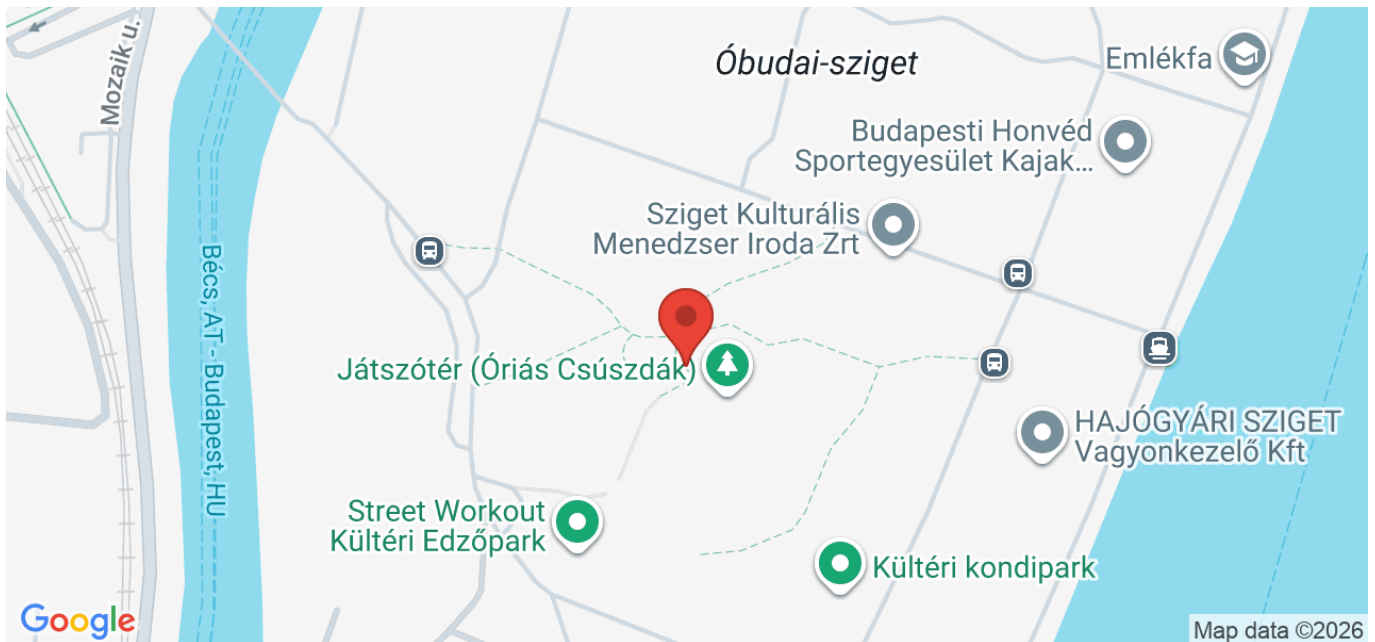 Mozaik u.
Óbudai-sziget
Emlékfa
Budapesti Honvéd
Sportegyesület Kajak...
Sziget Kulturális
Menedzser Iroda Zrt
Bécs, AT - Budapest, HU
Játszótér (Óriás Csúszdák)
HAJÓGYÁRI SZIGET
Vagyonkezelő Kft
Street Workout
Kültéri Edzőpark
Kültéri kondipark
Google
Map data ©2026